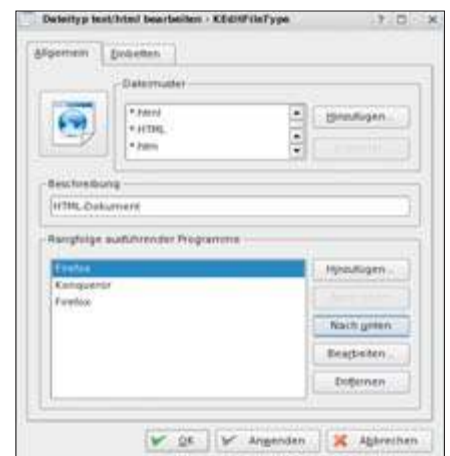 Dateityp text/html bearbeiten - KEditFileType
Allgemein
Einbetten
Dateimuster
*.html
*.HTML
*.htm
Hinzufügen...
Beschreibung
HTML-Dokument
Rangfolge ausführender Programme
Firefox
Konqueror
Firefox
Hinzufügen...
Nach unten
Bearbeiten...
Entfernen
OK
Anwenden
Abbrechen